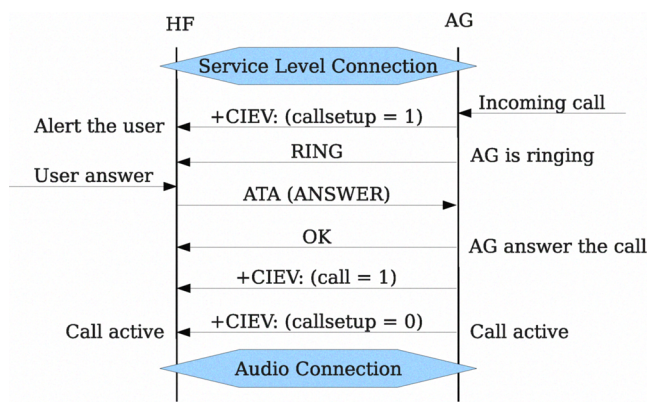 HF
AG
Service Level Connection
Incoming call
+CIEV: (callsetup = 1)
Alert the user
RING
AG is ringing
User answer
ATA (ANSWER)
OK
AG answer the call
+CIEV: (call = 1)
+CIEV: (callsetup = 0)
Call active
Call active
Audio Connection